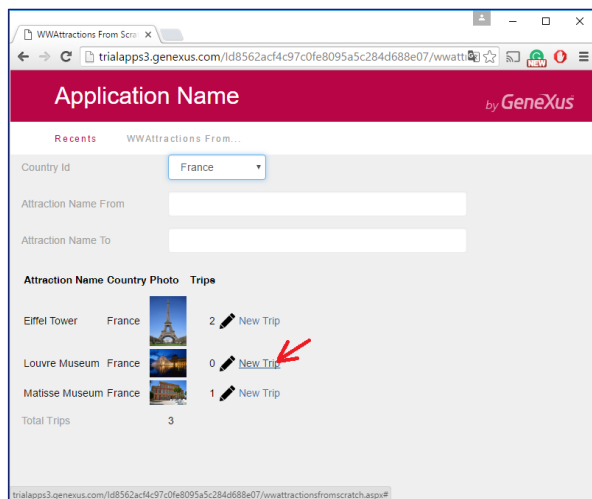 WWAttractions From Scra
trialapps3.genexus.com/Id8562acf4c97c0fe8095a5c284d688e07/wwattri
NEW
Application Name
by GeneXus
Recents WWAttractions From...
Country Id France
Attraction Name From
Attraction Name To
Attraction Name Country Photo Trips
Eiffel Tower France 2 New Trip
Louvre Museum France 0 New Trip
Matisse Museum France 1 New Trip
Total Trips 3
trialapps3.genexus.com/Id8562acf4c97c0fe8095a5c284d688e07/wwattractionsfromscratch.aspx#